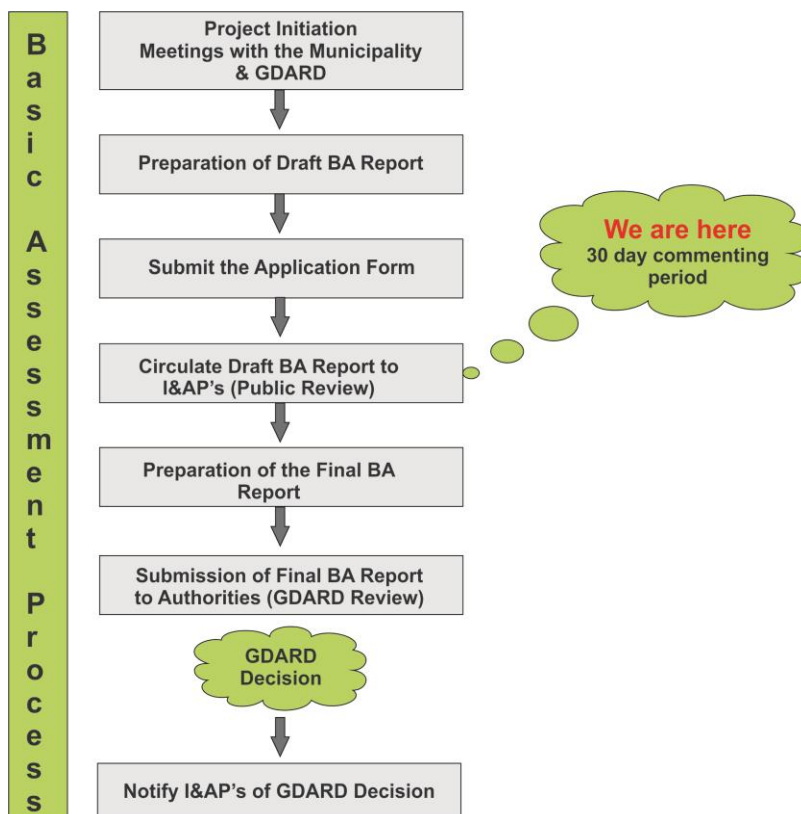 Basic Assessment Process
Project Initiation
Meetings with the Municipality
& GDARD
Preparation of Draft BA Report
Submit the Application Form
Circulate Draft BA Report to
I&AP's (Public Review)
We are here
30 day commenting
period
Preparation of the Final BA
Report
Submission of Final BA Report
to Authorities (GDARD Review)
GDARD
Decision
Notify I&AP's of GDARD Decision